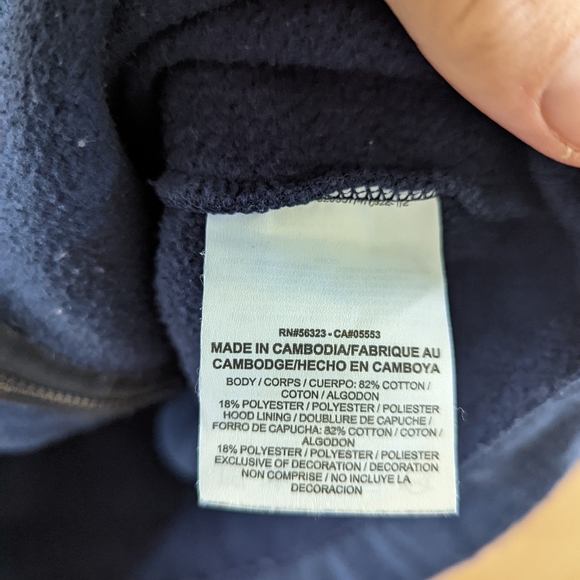 RN#56323 - CA#05553
MADE IN CAMBODIA/FABRIQUE AU
CAMBODGE/HECHO EN CAMBOYA
BODY / CORPS / CUERPO: 82% COTTON /
COTON / ALGODON
18% POLYESTER / POLYESTER / POLIESTER
HOOD LINING / DOUBLURE DE CAPUCHE /
FORRO DE CAPUCHA: 82% COTTON / COTON /
ALGODON
18% POLYESTER / POLYESTER / POLIESTER
EXCLUSIVE OF DECORATION / DECORATION
NON COMPRISE / NO INCLUYE LA
DECORACION